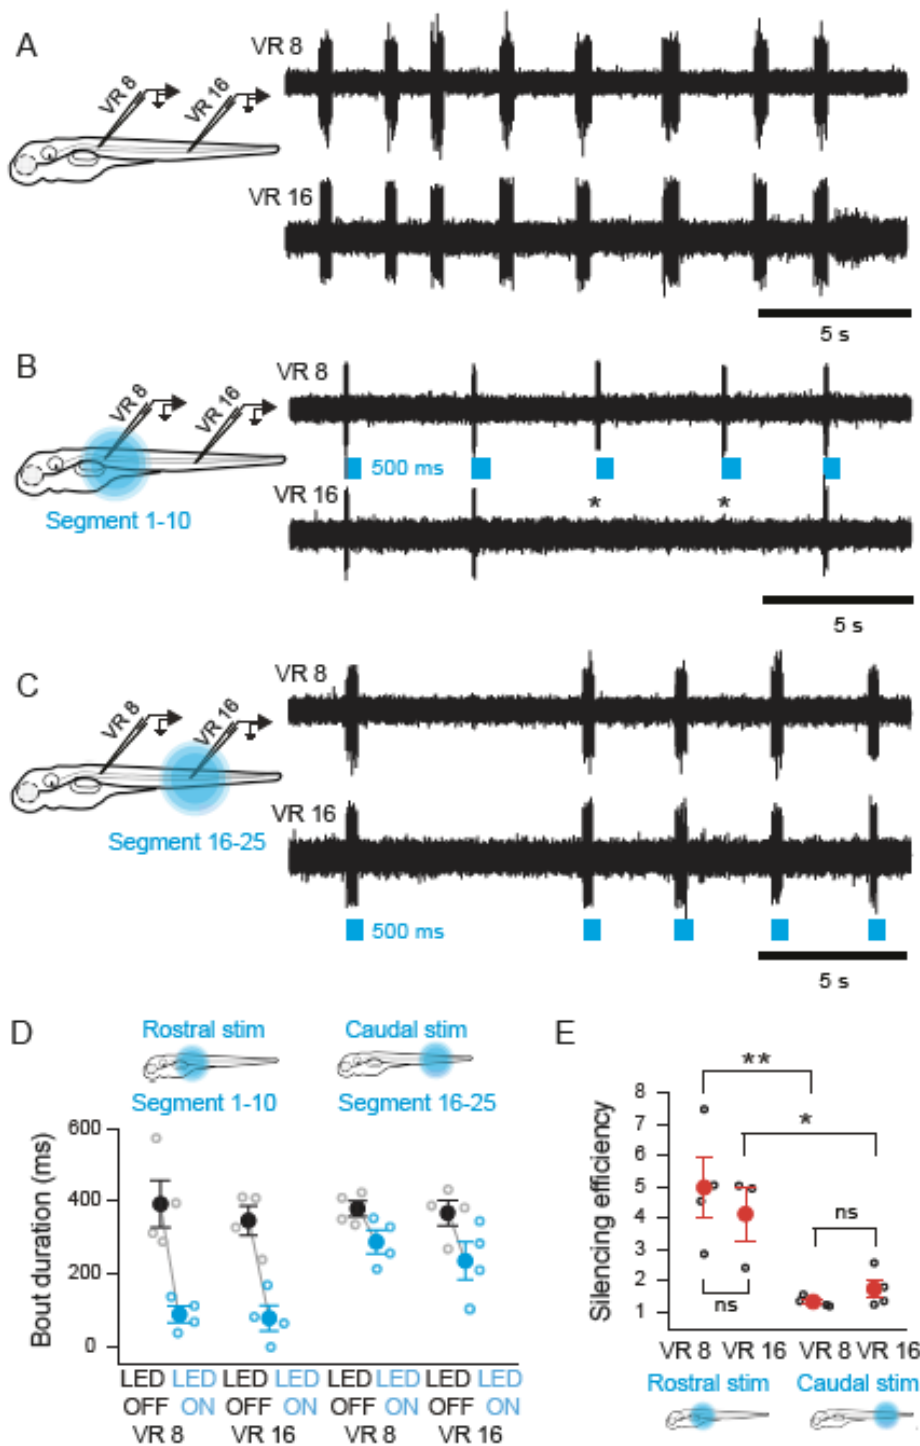 A
VR 8
VR 8
VR 16
VR 16
5 s
B
VR 8
VR 8
VR 16
500 ms
VR 16
* *
Segment 1-10
5 s
C
VR 8
VR 8
VR 16
VR 16
Segment 16-25
500 ms
5 s
D
Rostral stim
Caudal stim
Segment 1-10
Segment 16-25
Bout duration (ms)
600
400
200
0
LED OFF
LED ON
LED OFF
LED ON
LED OFF
LED ON
LED OFF
LED ON
VR 8
VR 16
VR 8
VR 16
E
Silencing efficiency
8
7
6
5
4
3
2
1
**
*
ns
ns
VR 8 VR 16 VR 8 VR 16
Rostral stim
Caudal stim